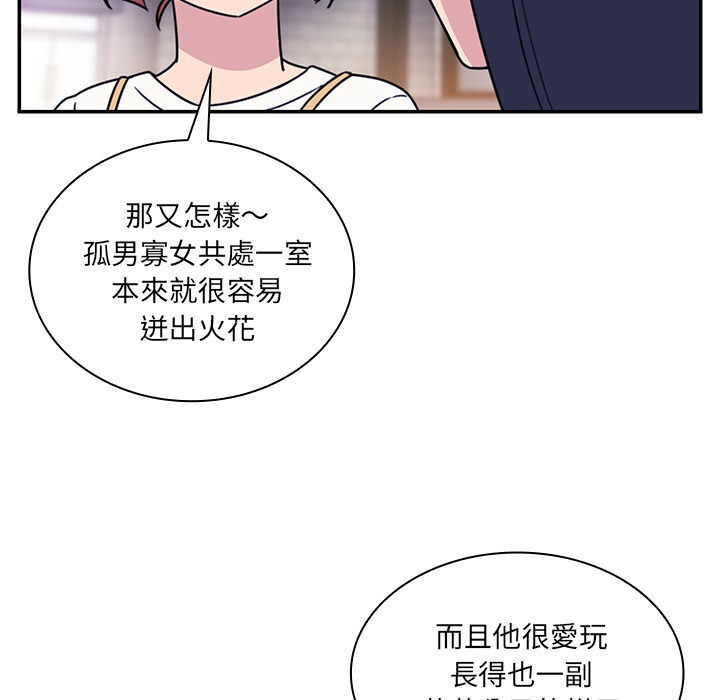 那又怎樣～
孤男寡女共處一室
本來就很容易
迸出火花
而且他很愛玩
長得也一副